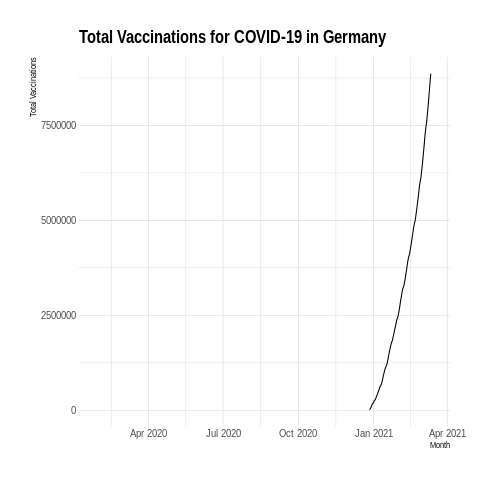 Total Vaccinations for COVID-19 in Germany
Total Vaccinations
7500000
5000000
2500000
0
Apr 2020 Jul 2020 Oct 2020 Jan 2021 Apr 2021
Month